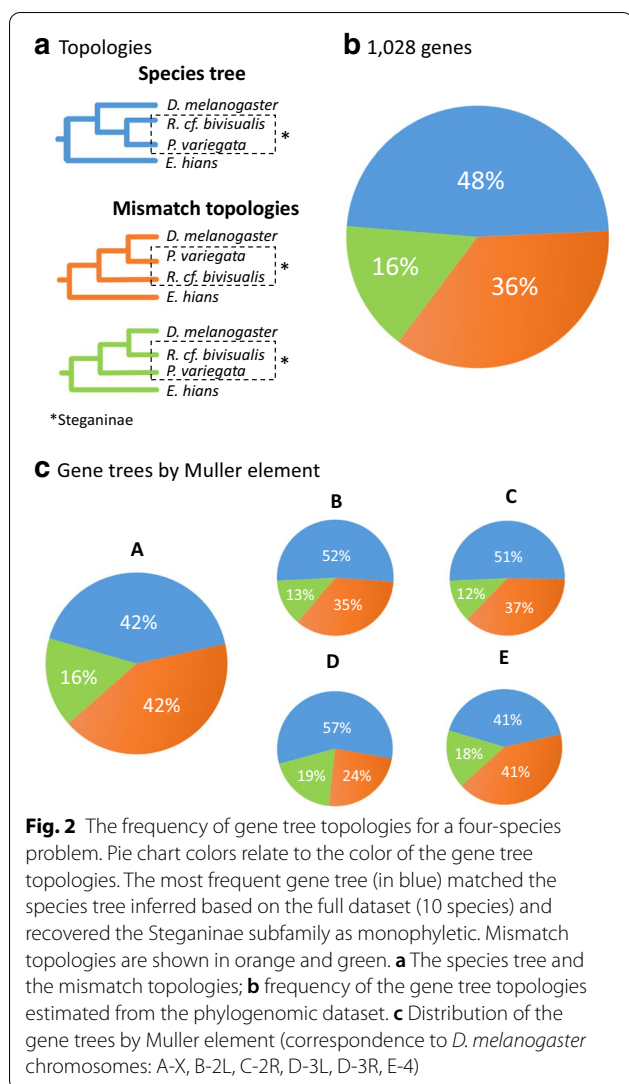 a Topologies
Species tree
D. melanogaster
R. cf. bivisualis
P. variegata
E. hians
*
Mismatch topologies
D. melanogaster
P. variegata
R. cf. bivisualis
E. hians
*
D. melanogaster
R. cf. bivisualis
P. variegata
E. hians
*
*Steganinae
b 1,028 genes
48%
16%
36%
c Gene trees by Muller element
A
42%
16%
42%
B
52%
13%
35%
C
51%
12%
37%
D
57%
19%
24%
E
41%
18%
41%
Fig. 2 The frequency of gene tree topologies for a four-species
problem. Pie chart colors relate to the color of the gene tree
topologies. The most frequent gene tree (in blue) matched the
species tree inferred based on the full dataset (10 species) and
recovered the Steganinae subfamily as monophyletic. Mismatch
topologies are shown in orange and green. a The species tree and
the mismatch topologies; b frequency of the gene tree topologies
estimated from the phylogenomic dataset. c Distribution of the
gene trees by Muller element (correspondence to D. melanogaster
chromosomes: A-X, B-2L, C-2R, D-3L, D-3R, E-4)